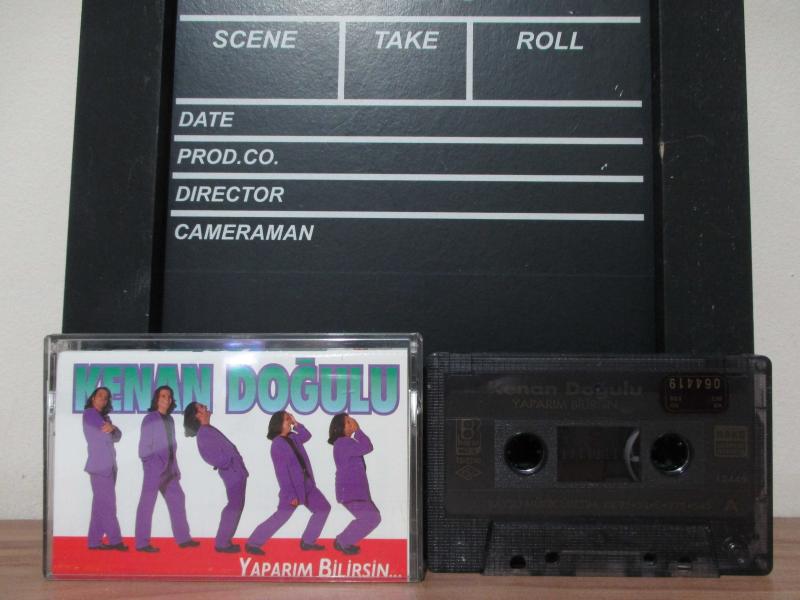 SCENE TAKE ROLL
DATE
PROD.CO.
DIRECTOR
CAMERAMAN
KENAN DOĞULU
YAPARIM BİLİRSİN...
Kenan Doğulu
YAPARIM BİLİRSİN...
064419
A